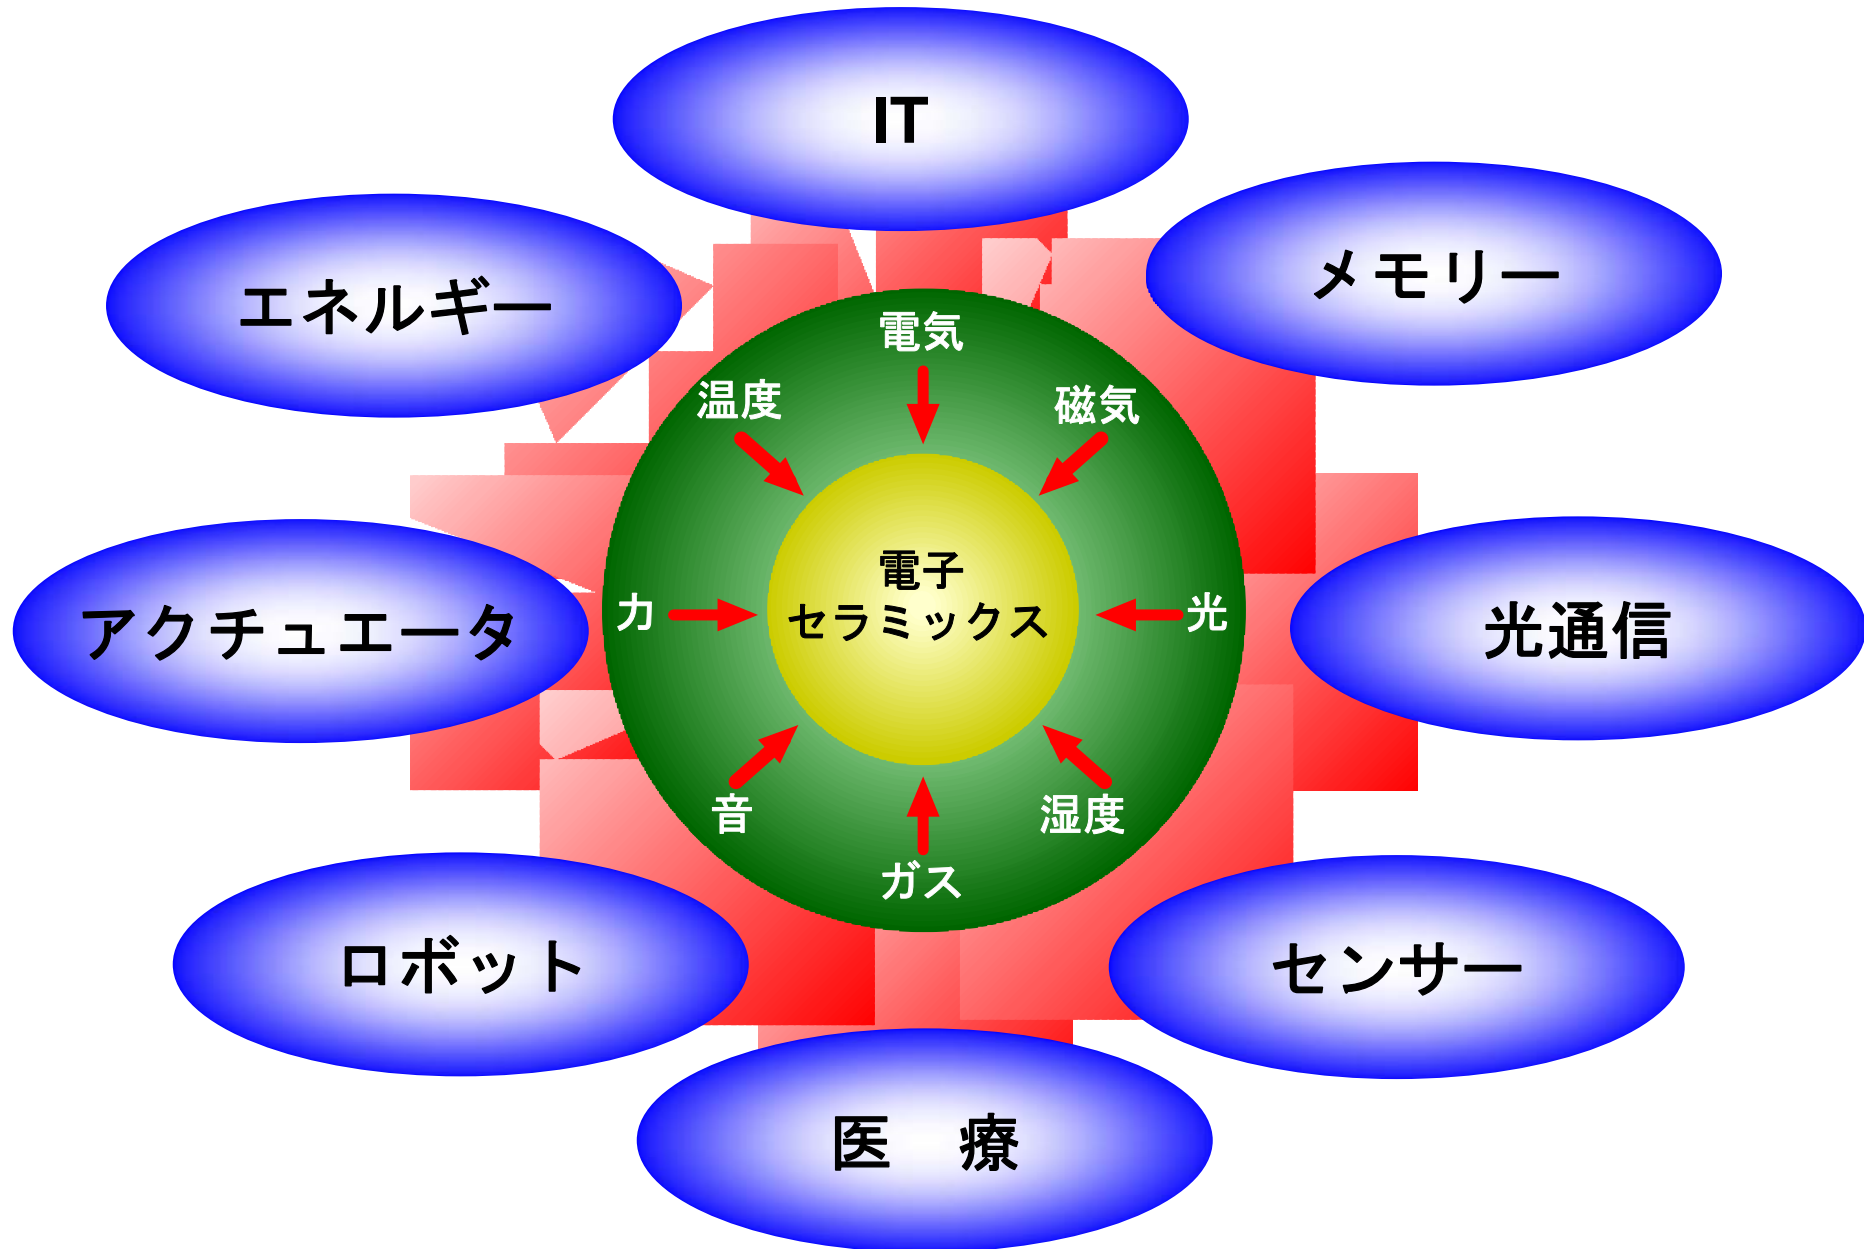 IT
メモリー
エネルギー
電気
温度
磁気
電子
セラミックス
力
光
アクチュエータ
光通信
音
湿度
ガス
ロボット
センサー
医　療